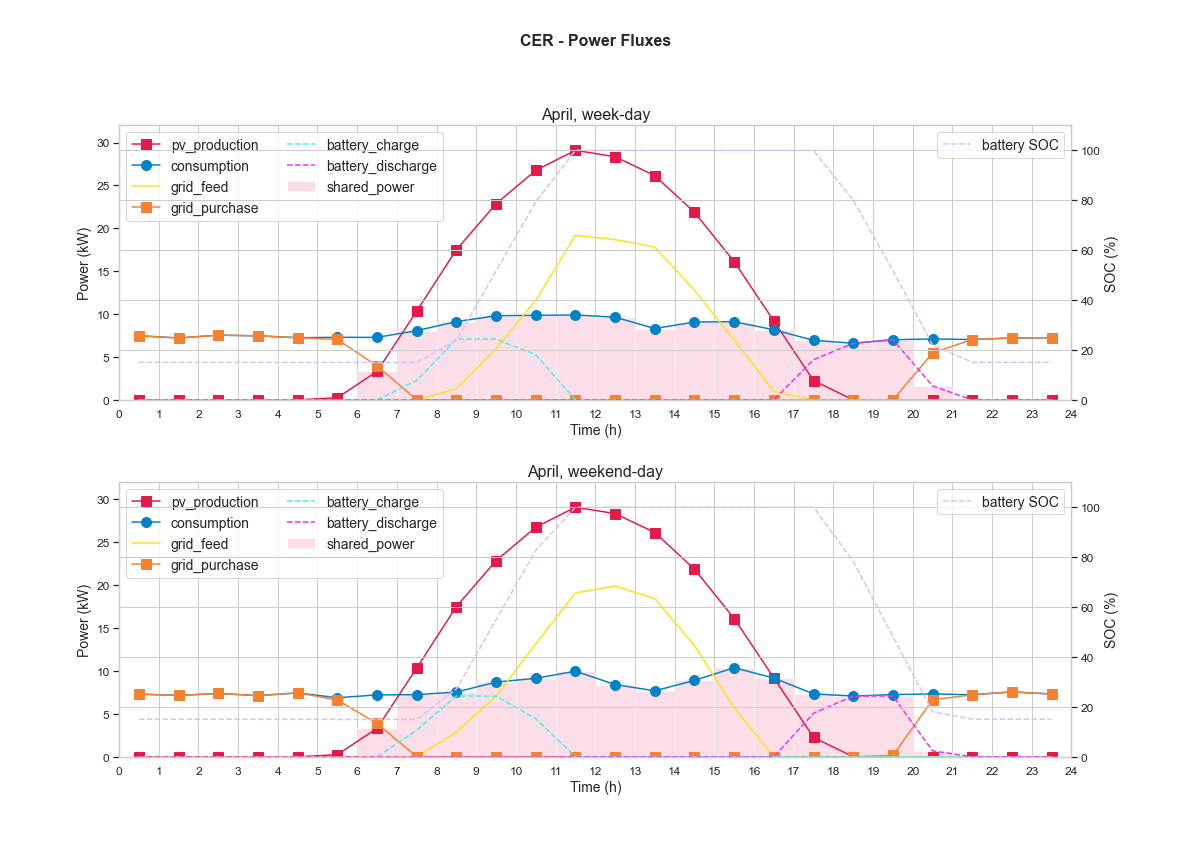 CER - Power Fluxes
April, week-day
pv_production
consumption
grid_feed
grid_purchase
battery_charge
battery_discharge
shared_power
battery SOC
Power (kW)
30
25
20
15
10
5
0
SOC (%)
100
80
60
40
20
0
0 1 2 3 4 5 6 7 8 9 10 11 12 13 14 15 16 17 18 19 20 21 22 23 24
Time (h)
April, weekend-day
pv_production
consumption
grid_feed
grid_purchase
battery_charge
battery_discharge
shared_power
battery SOC
Power (kW)
30
25
20
15
10
5
0
SOC (%)
100
80
60
40
20
0
0 1 2 3 4 5 6 7 8 9 10 11 12 13 14 15 16 17 18 19 20 21 22 23 24
Time (h)